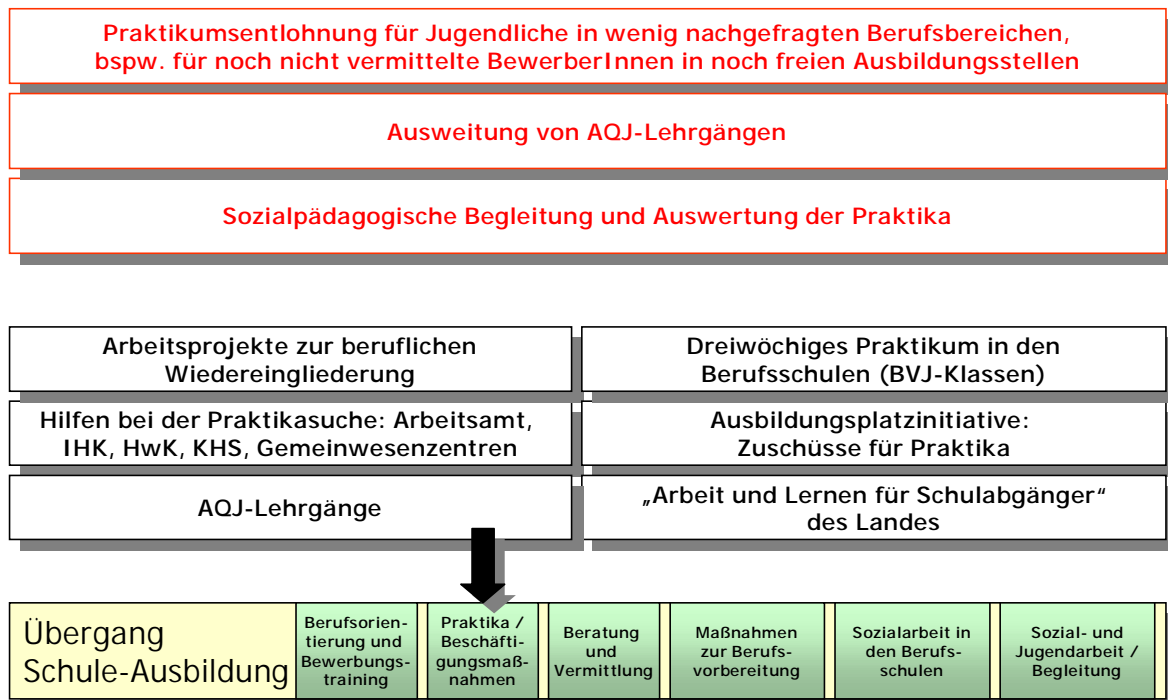 Praktikumsentlohnung für Jugendliche in wenig nachgefragten Berufsbereichen,
bspw. für noch nicht vermittelte BewerberInnen in noch freien Ausbildungsstellen
Ausweitung von AQJ-Lehrgängen
Sozialpädagogische Begleitung und Auswertung der Praktika
Arbeitsprojekte zur beruflichen
Wiedereingliederung
Dreiwöchiges Praktikum in den
Berufsschulen (BVJ-Klassen)
Hilfen bei der Praktikasuche: Arbeitsamt,
IHK, HwK, KHS, Gemeinwesenzentren
Ausbildungsplatzinitiative:
Zuschüsse für Praktika
AQJ-Lehrgänge
„Arbeit und Lernen für Schulabgänger“
des Landes
Übergang
Schule-Ausbildung
Berufsorien-
tierung und
Bewerbungs-
training
Praktika /
Beschäfti-
gungsmaß-
nahmen
Beratung
und
Vermittlung
Maßnahmen
zur Berufs-
vorbereitung
Sozialarbeit in
den Berufs-
schulen
Sozial- und
Jugendarbeit /
Begleitung